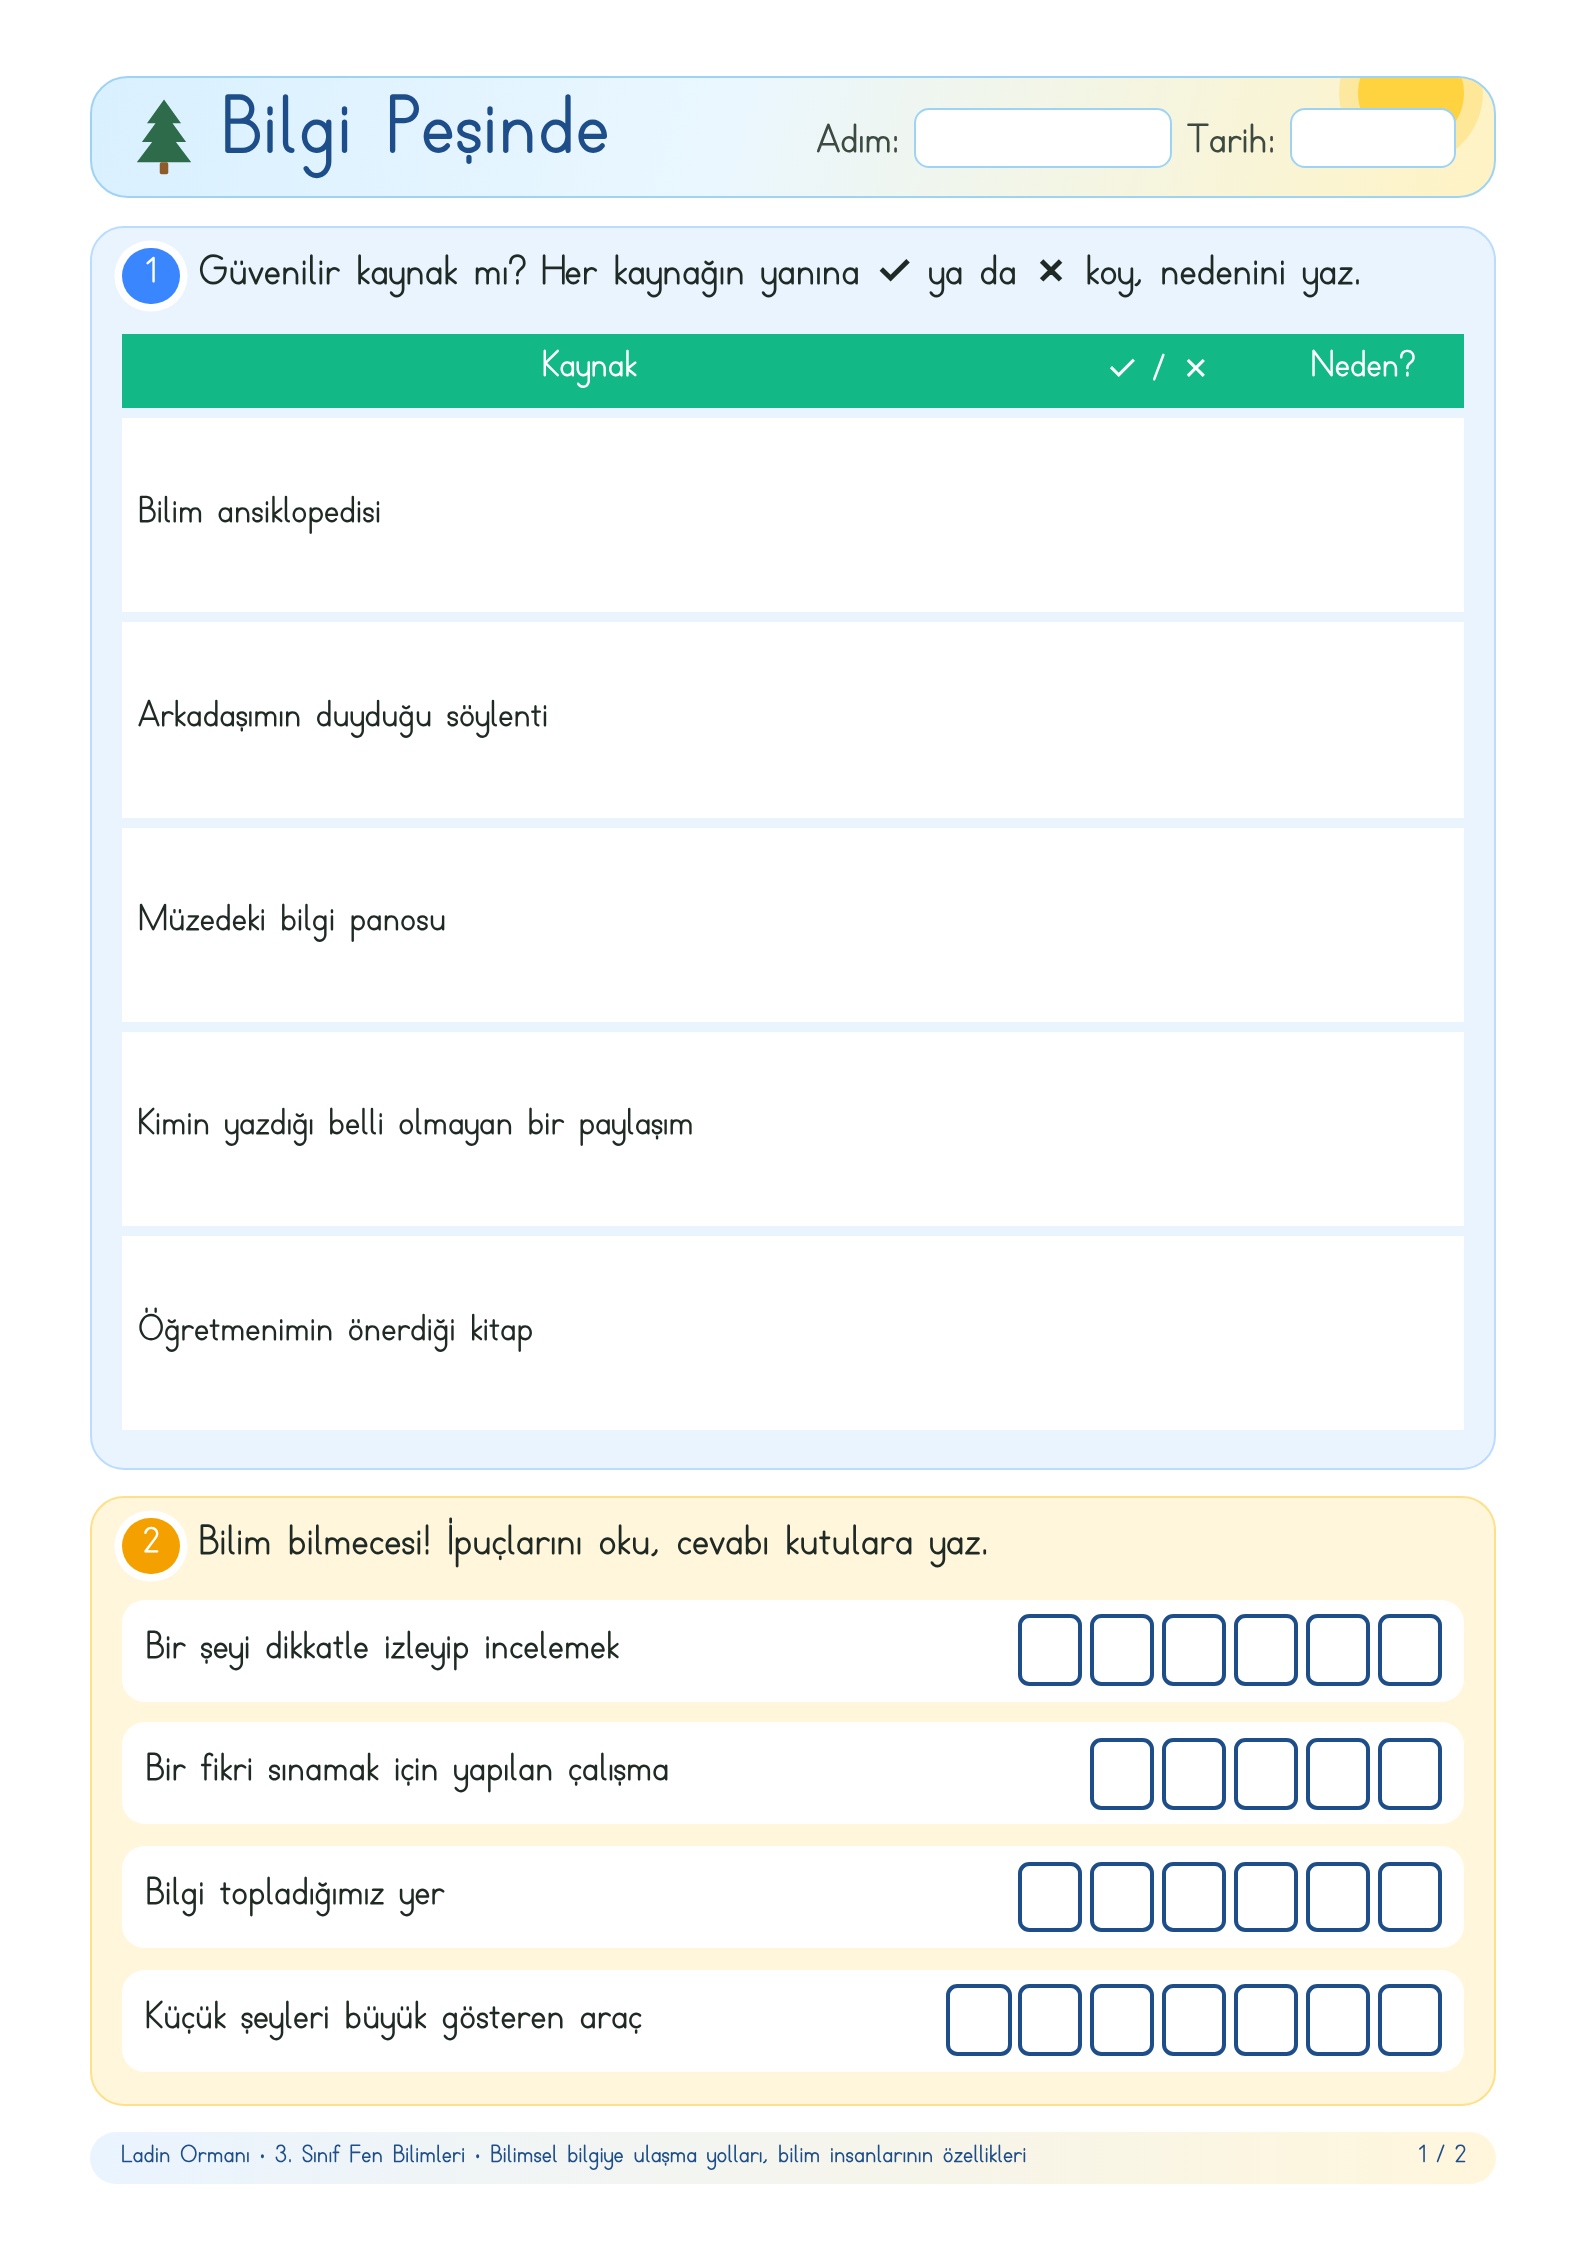 Bilgi Peşinde
Adım: Tarih:
1 Güvenilir kaynak mı? Her kaynağın yanına ✓ ya da ✕ koy, nedenini yaz.
Kaynak ✓ / ✕ Neden?
Bilim ansiklopedisi
Arkadaşımın duyduğu söylenti
Müzedeki bilgi panosu
Kimin yazdığı belli olmayan bir paylaşım
Öğretmenimin önerdiği kitap
2 Bilim bilmecesi! İpuçlarını oku, cevabı kutulara yaz.
Bir şeyi dikkatle izleyip incelemek
Bir fikri sınamak için yapılan çalışma
Bilgi topladığımız yer
Küçük şeyleri büyük gösteren araç
Ladin Ormanı • 3. Sınıf Fen Bilimleri • Bilimsel bilgiye ulaşma yolları, bilim insanlarının özellikleri 1 / 2